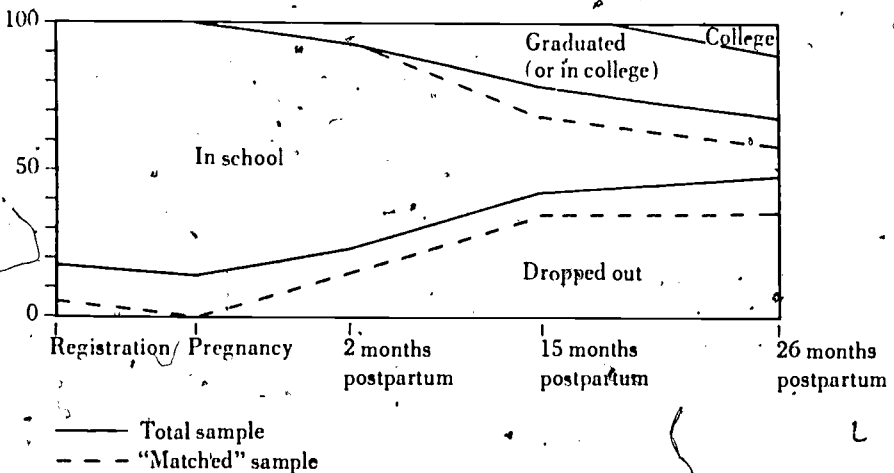 100
College
Graduated
(or in college)
In school
50
Dropped out
0
Registration/ Pregnancy
2 months
postpartum
15 months
postpartum
26 months
postpartum
Total sample
"Matched" sample
L